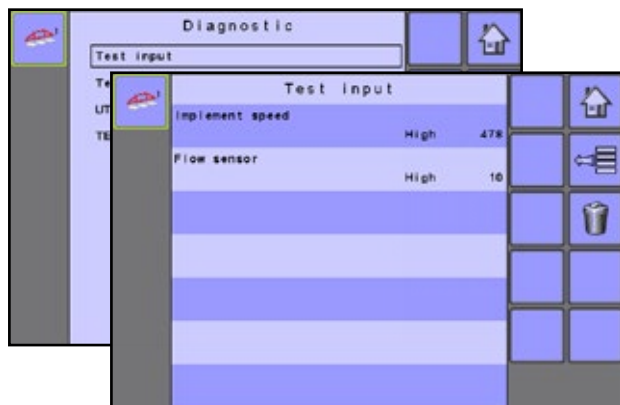 Diagnostic
Test input
Te
UT
TE
Test input
Implement speed
High 478
Flow sensor
High 10